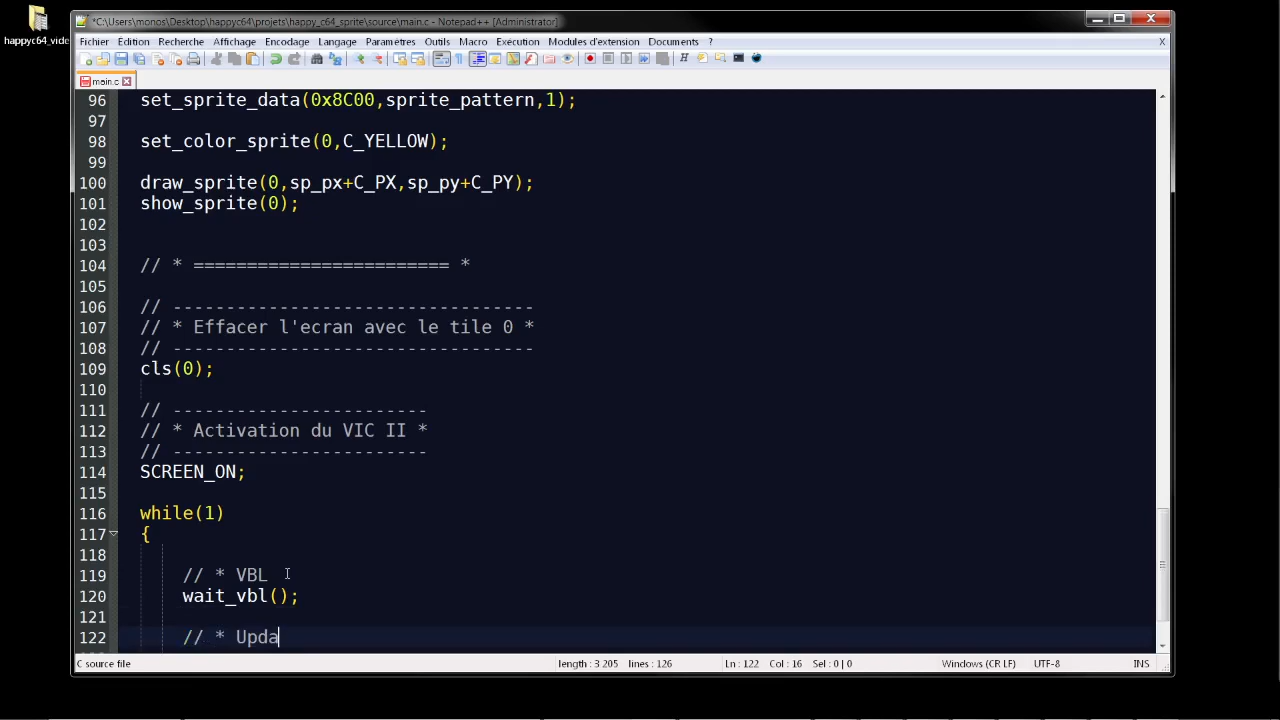 happyc64_vide
*C:\Users\monos\Desktop\happyc64\projets\happy_c64_sprite\source\main.c - Notepad++ [Administrator]
Fichier Édition Recherche Affichage Encodage Langage Paramètres Outils Macro Exécution Modules d'extension Documents ? X
main.c
96 set_sprite_data(0x8C00,sprite_pattern,1);
97
98 set_color_sprite(0,C_YELLOW);
99
100 draw_sprite(0,sp_px+C_PX,sp_py+C_PY);
101 show_sprite(0);
102
103
104 // * ======================== *
105
106 // ----------------------------------
107 // * Effacer l'ecran avec le tile 0 *
108 // ----------------------------------
109 cls(0);
110
111 // ------------------------
112 // * Activation du VIC II *
113 // ------------------------
114 SCREEN_ON;
115
116 while(1)
117 {
118
119 // * VBL
120 wait_vbl();
121
122 // * Upda
C source file length : 3 205 lines : 126 Ln : 122 Col : 16 Sel : 0 | 0 Windows (CR LF) UTF-8 INS